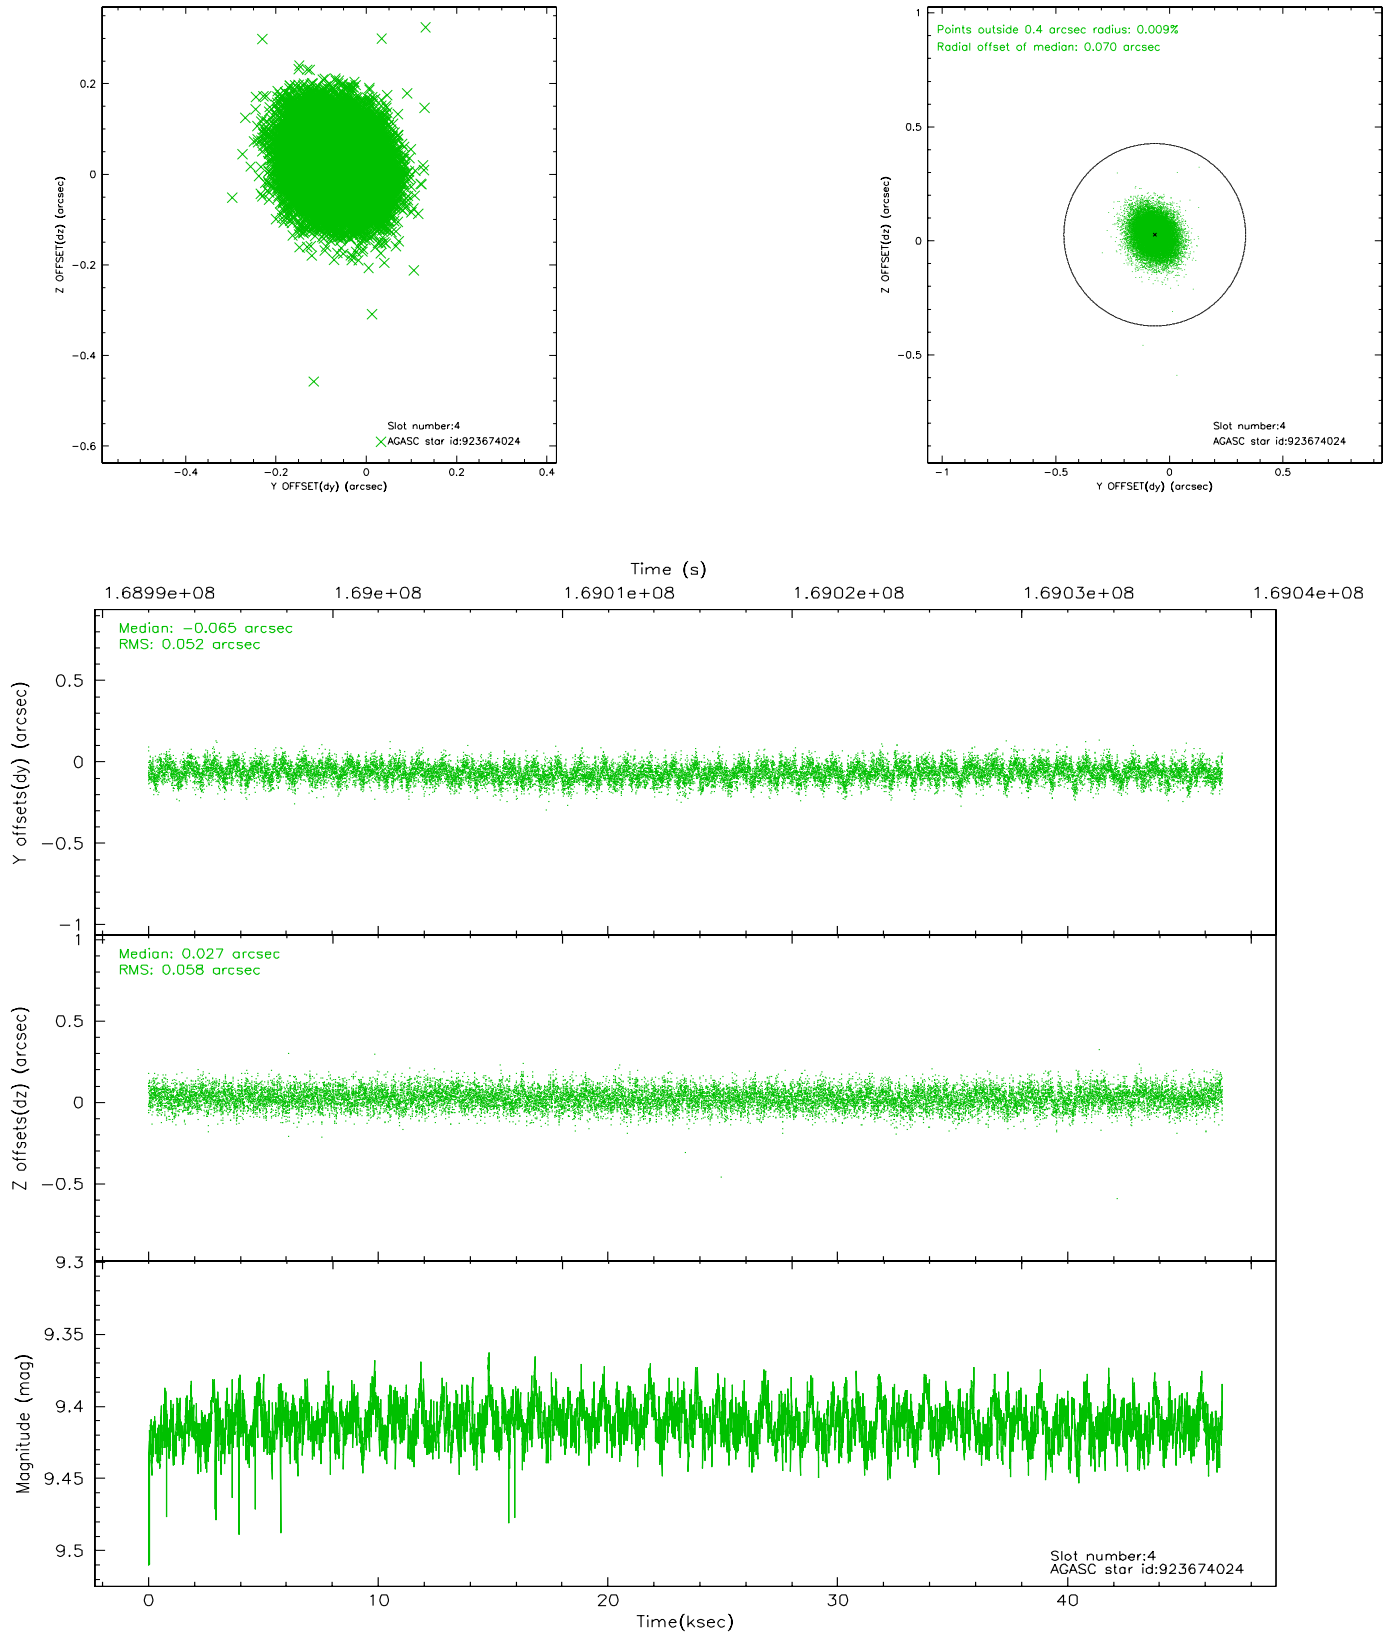 0.2
0
−0.2
−0.4
−0.6
Z OFFSET(dz) (arcsec)
Slot number:4
AGASC star id:923674024
−0.4
−0.2
0
0.2
0.4
Y OFFSET(dy) (arcsec)
1
0.5
0
−0.5
Z OFFSET(dz) (arcsec)
Points outside 0.4 arcsec radius: 0.009%
Radial offset of median: 0.070 arcsec
Slot number:4
AGASC star id:923674024
−1
−0.5
0
0.5
Y OFFSET(dy) (arcsec)
Time (s)
1.6899e+08
1.69e+08
1.6901e+08
1.6902e+08
1.6903e+08
1.6904e+08
Median: −0.065 arcsec
RMS: 0.052 arcsec
0.5
0
−0.5
−1
Y offsets(dy) (arcsec)
Median: 0.027 arcsec
RMS: 0.058 arcsec
1
0.5
0
−0.5
Z offsets(dz) (arcsec)
9.3
9.35
9.4
9.45
9.5
Magnitude (mag)
Slot number:4
AGASC star id:923674024
0
10
20
30
40
Time(ksec)